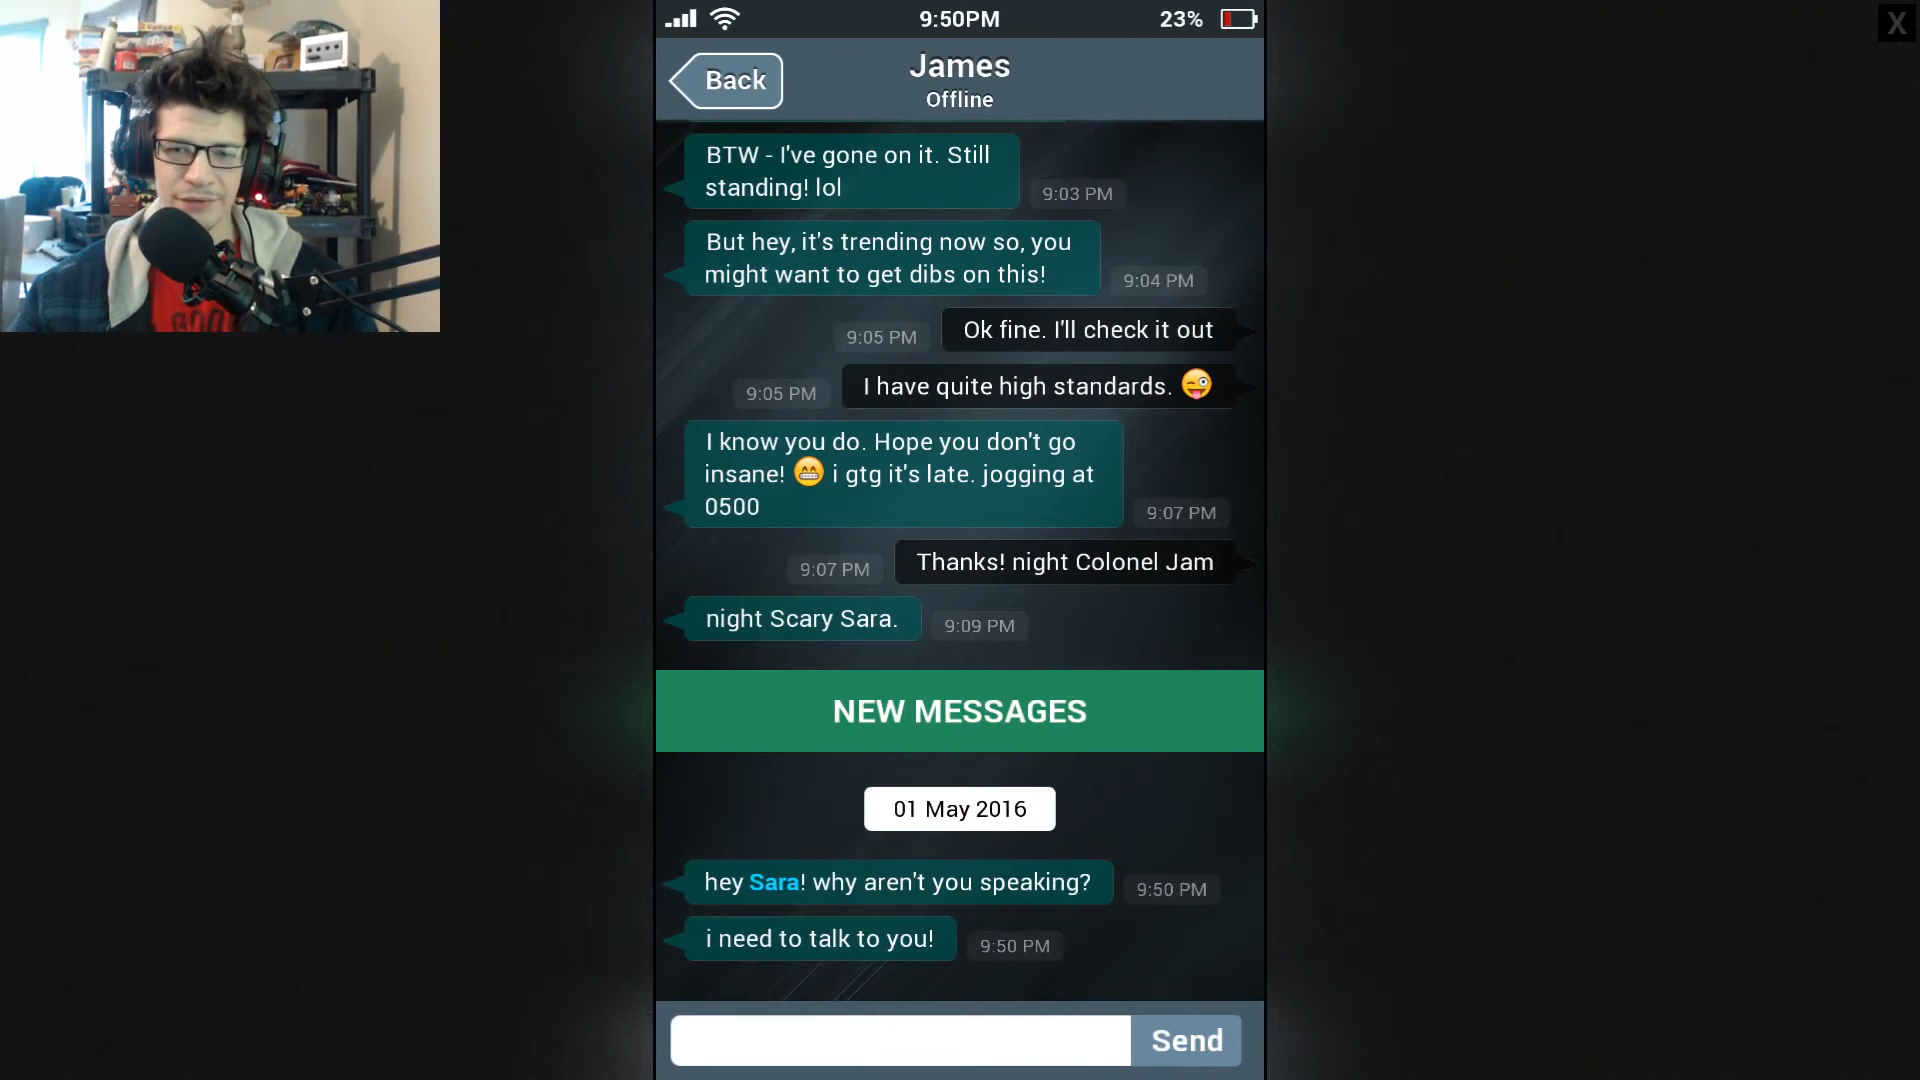 9:50PM
23%
X
Back
James
Offline
BTW - I've gone on it. Still
standing! lol
9:03 PM
But hey, it's trending now so, you
might want to get dibs on this!
9:04 PM
Ok fine. I'll check it out
9:05 PM
I have quite high standards. 😜
9:05 PM
I know you do. Hope you don't go
insane! 😁 i gtg it's late. jogging at
0500
9:07 PM
Thanks! night Colonel Jam
9:07 PM
night Scary Sara.
9:09 PM
NEW MESSAGES
01 May 2016
hey Sara! why aren't you speaking?
9:50 PM
i need to talk to you!
9:50 PM
Send